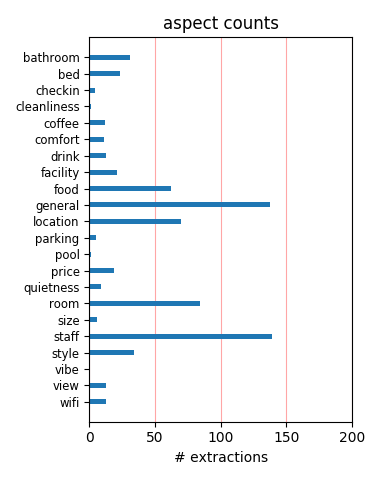 aspect counts
bathroom
bed
checkin
cleanliness
coffee
comfort
drink
facility
food
general
location
parking
pool
price
quietness
room
size
staff
style
vibe
view
wifi
0 50 100 150 200
# extractions